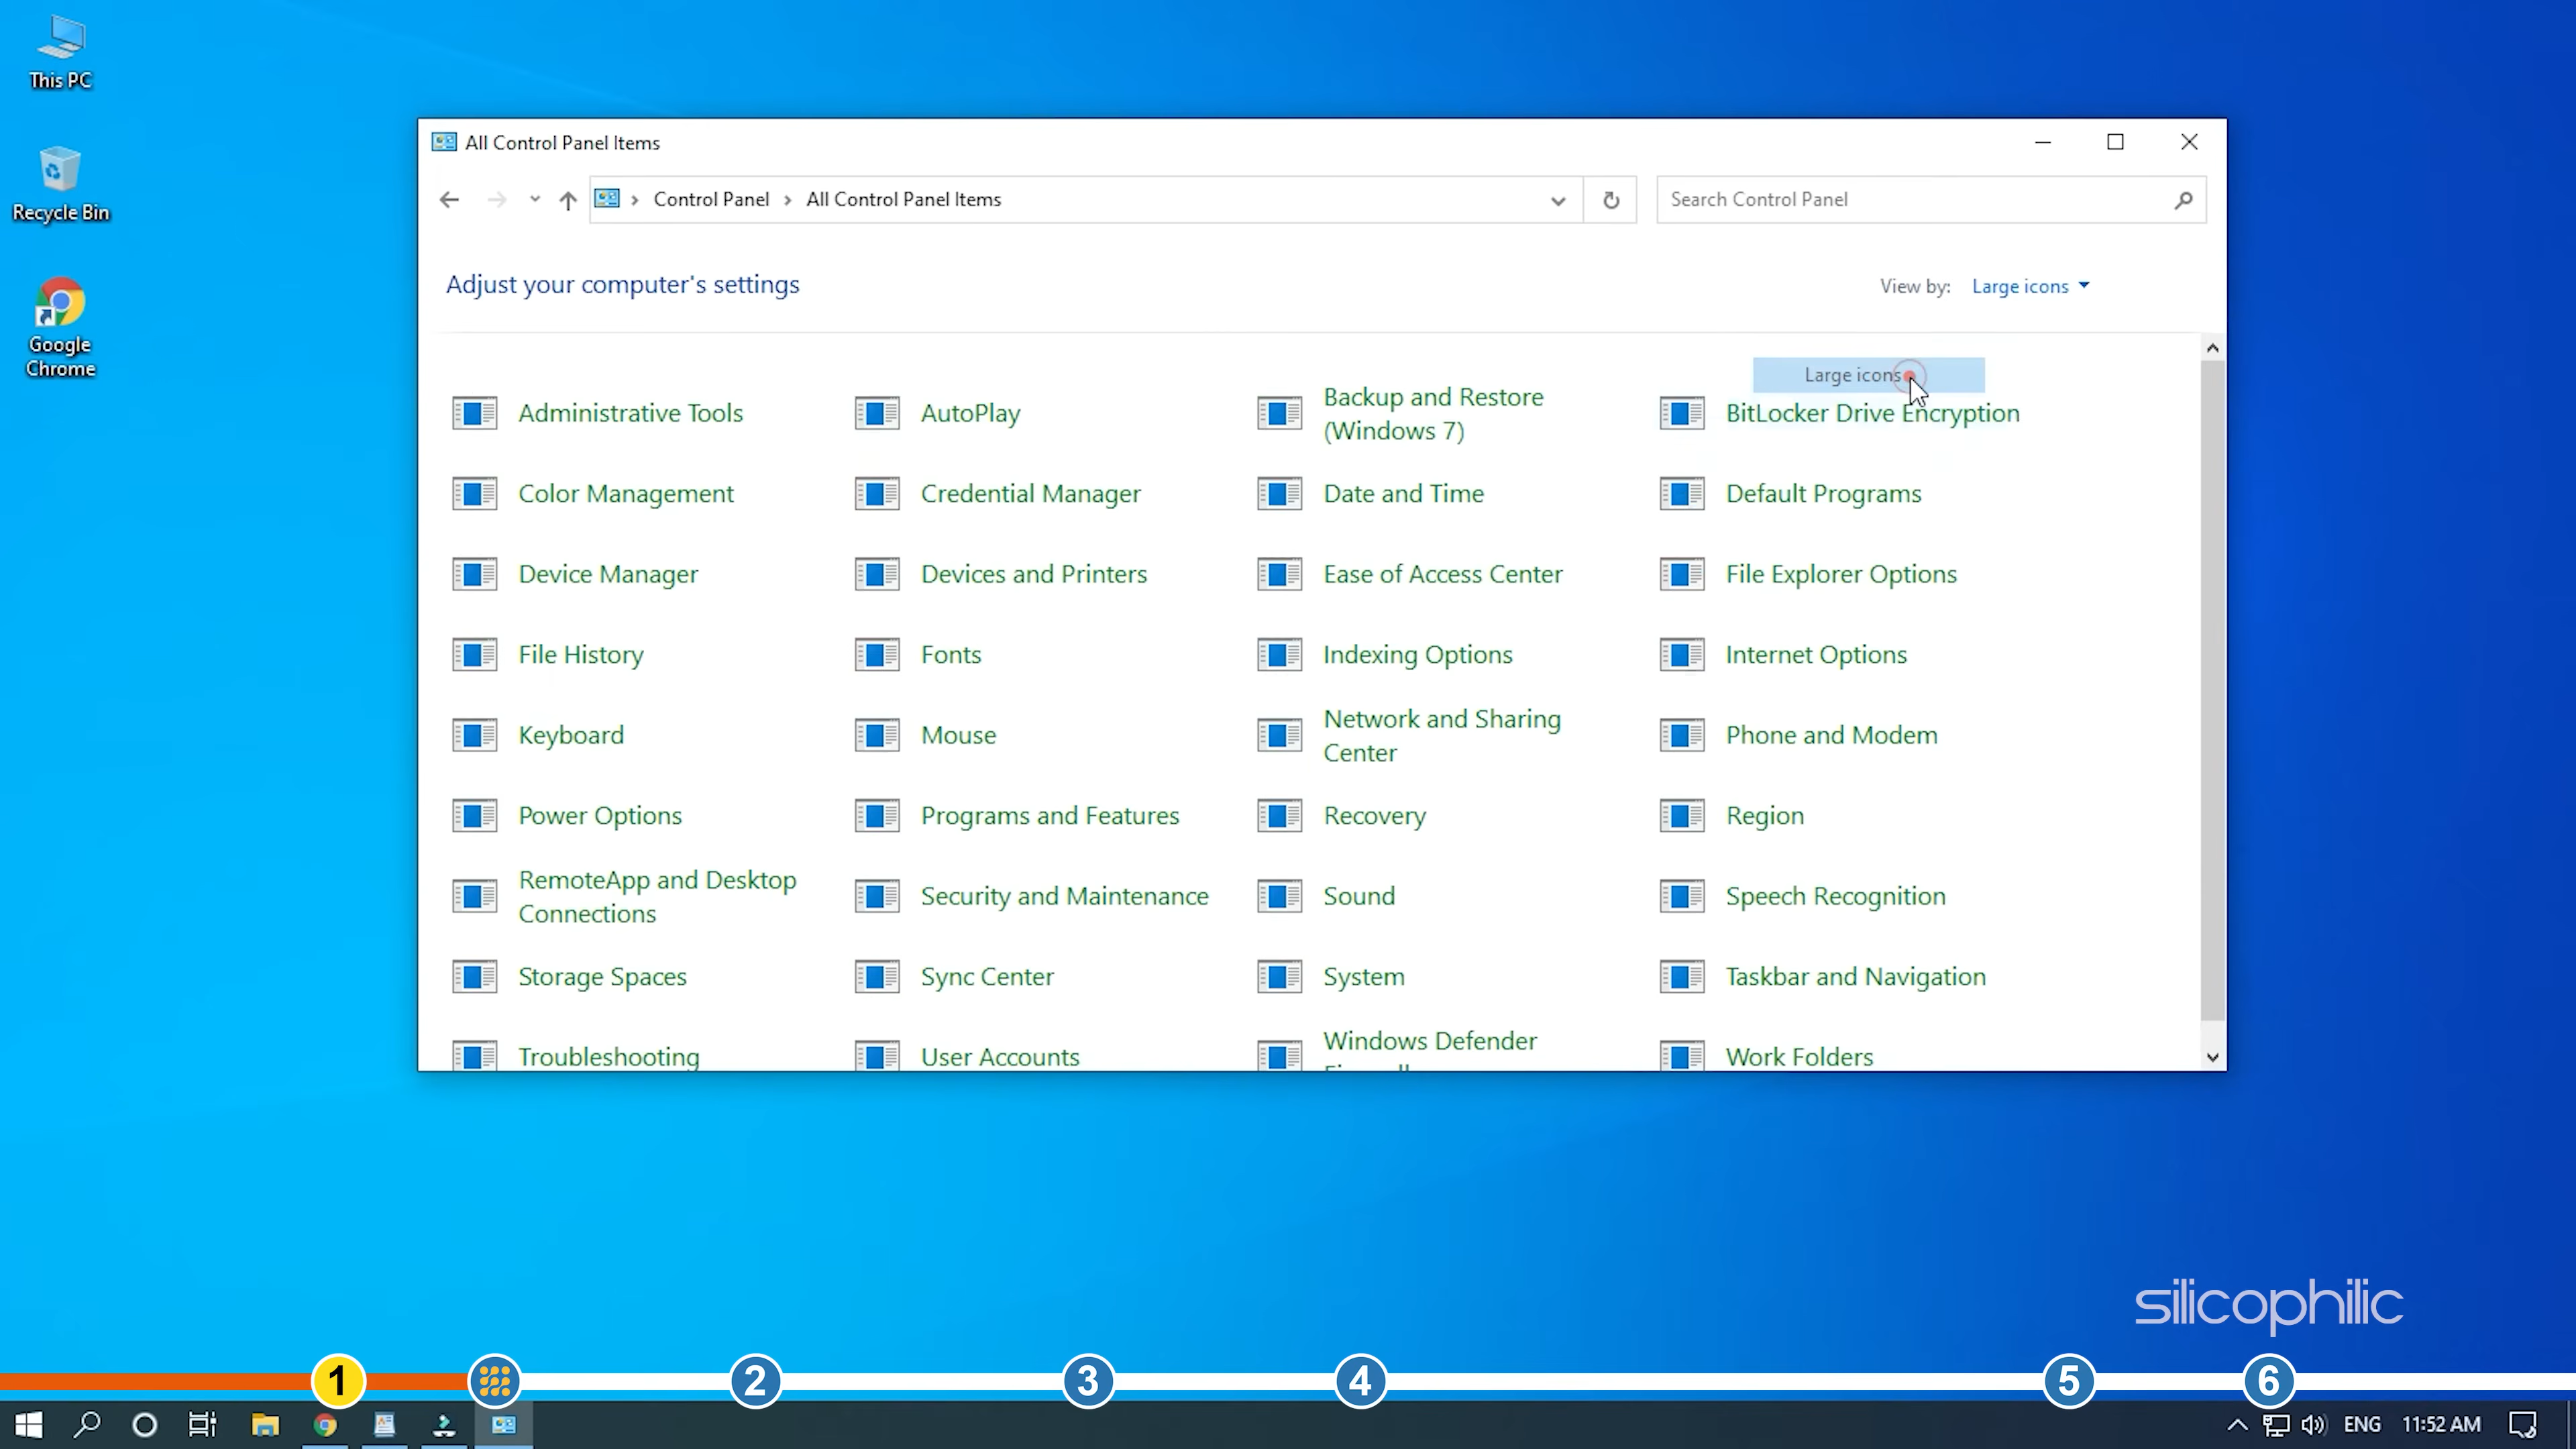 This PC
Recycle Bin
Google
Chrome
All Control Panel Items
Control Panel
All Control Panel Items
Search Control Panel
Adjust your computer's settings
View by:
Large icons
Large icons
Administrative Tools
AutoPlay
Backup and Restore
(Windows 7)
BitLocker Drive Encryption
Color Management
Credential Manager
Date and Time
Default Programs
Device Manager
Devices and Printers
Ease of Access Center
File Explorer Options
File History
Fonts
Indexing Options
Internet Options
Keyboard
Mouse
Network and Sharing
Center
Phone and Modem
Power Options
Programs and Features
Recovery
Region
RemoteApp and Desktop
Connections
Security and Maintenance
Sound
Speech Recognition
Storage Spaces
Sync Center
System
Taskbar and Navigation
Troubleshooting
User Accounts
Windows Defender
Work Folders
silicophilic
1
2
3
4
5
6
ENG
11:52 AM